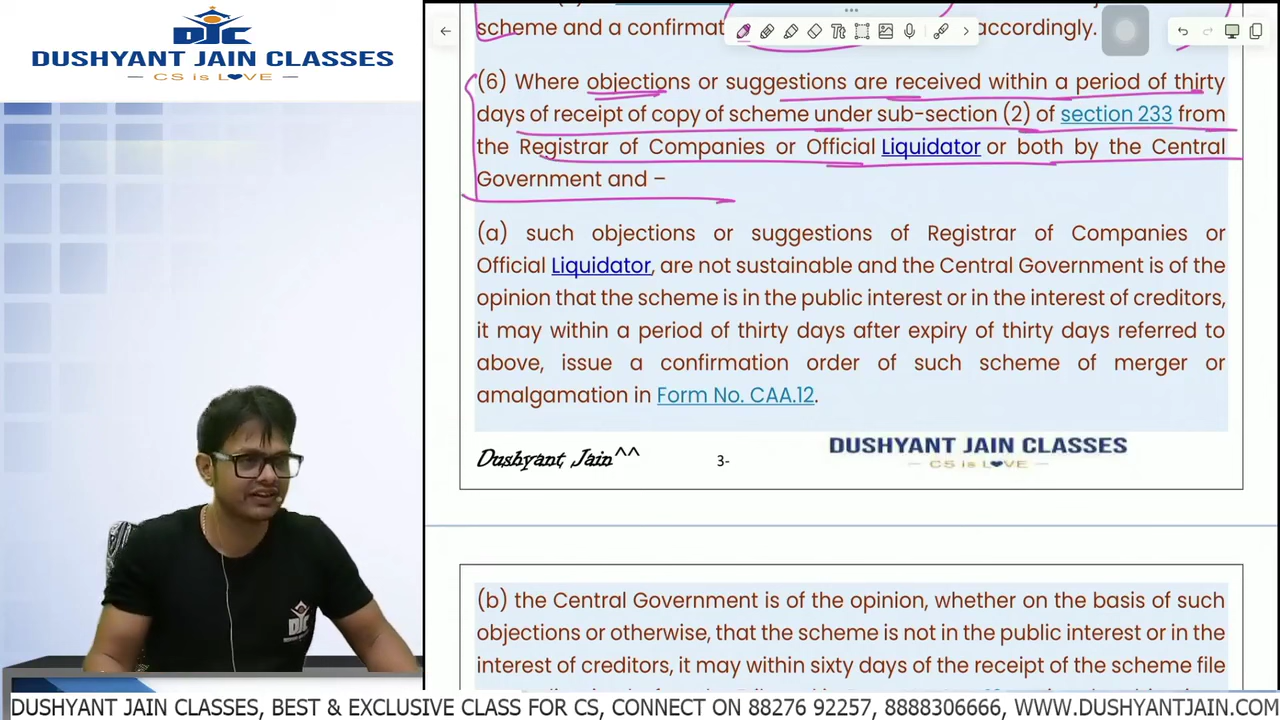 DJC
DUSHYANT JAIN CLASSES
CS is L♥VE
scheme and a confirmat
accordingly.
Tt
(6) Where objections or suggestions are received within a period of thirty
days of receipt of copy of scheme under sub-section (2) of section 233 from
the Registrar of Companies or Official Liquidator or both by the Central
Government and –
(a) such objections or suggestions of Registrar of Companies or
Official Liquidator, are not sustainable and the Central Government is of the
opinion that the scheme is in the public interest or in the interest of creditors,
it may within a period of thirty days after expiry of thirty days referred to
above, issue a confirmation order of such scheme of merger or
amalgamation in Form No. CAA.12.
Dushyant Jain^^
3-
DUSHYANT JAIN CLASSES
CS is L♥VE
(b) the Central Government is of the opinion, whether on the basis of such
objections or otherwise, that the scheme is not in the public interest or in the
interest of creditors, it may within sixty days of the receipt of the scheme file
DJC
DUSHYANT JAIN CLASSES, BEST & EXCLUSIVE CLASS FOR CS, CONNECT ON 88276 92257, 8888306666, WWW.DUSHYANTJAIN.COM